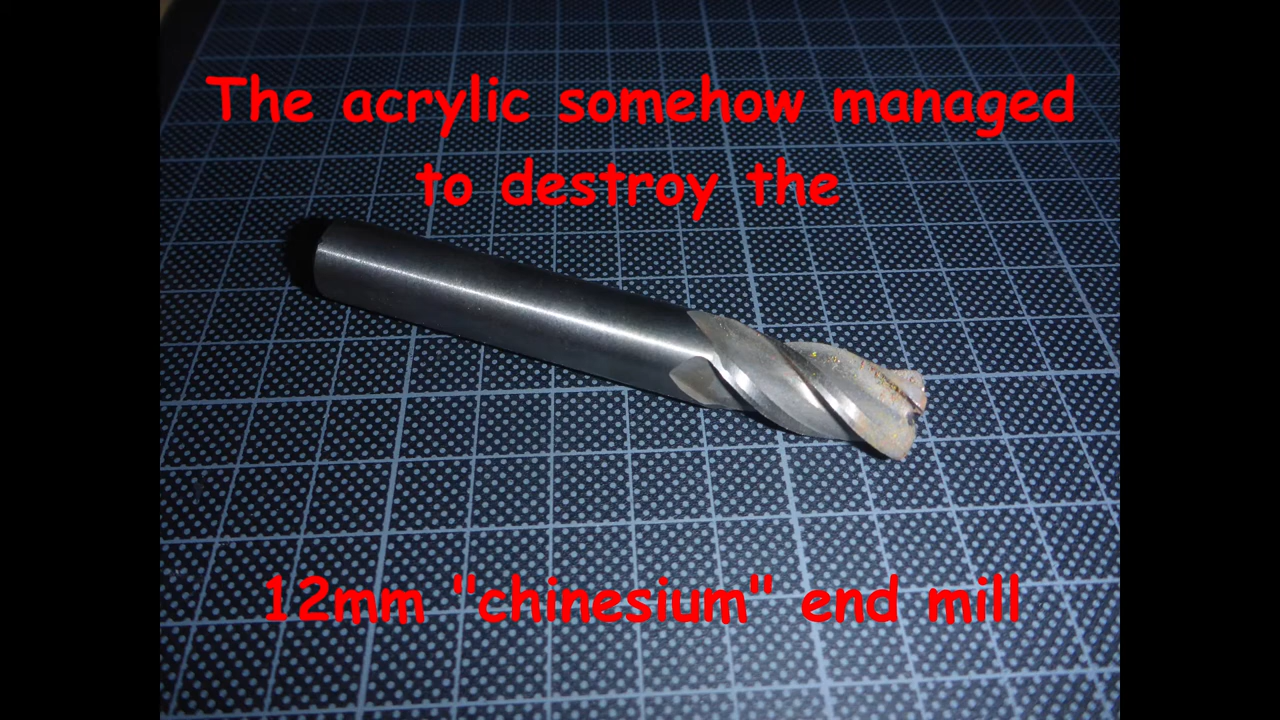 The acrylic somehow managed
to destroy the
12mm "chinesium" end mill